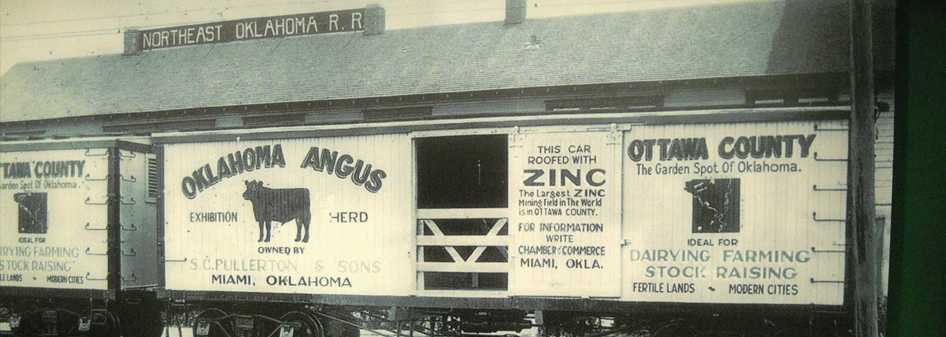 NORTHEAST OKLAHOMA R. R.
TTAWA COUNTY
Garden Spot Of Oklahoma.
IDEAL FOR
AIRYING FARMING
STOCK RAISING
TILE LANDS ~ MODERN CITIES
OKLAHOMA ANGUS
EXHIBITION HERD
OWNED BY
S.C. FULLERTON & SONS
MIAMI, OKLAHOMA
THIS CAR
ROOFED WITH
ZINC
The Largest ZINC
Mining Field in The World
is in OTTAWA COUNTY.
FOR INFORMATION
WRITE
CHAMBER of COMMERCE
MIAMI, OKLA.
OTTAWA COUNTY
The Garden Spot Of Oklahoma.
IDEAL FOR
DAIRYING FARMING
STOCK RAISING
FERTILE LANDS ~ MODERN CITIES